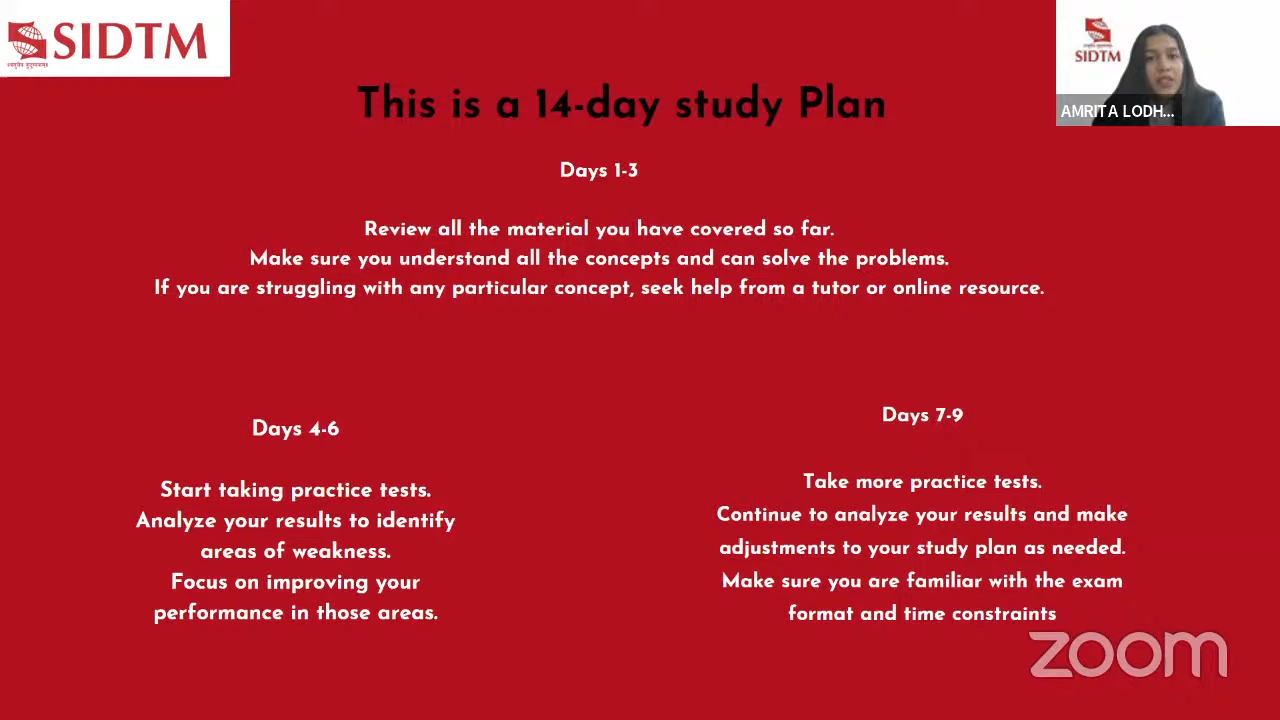 SIDTM
SIDTM
AMRITA LODH...
This is a 14-day study Plan
Days 1-3
Review all the material you have covered so far.
Make sure you understand all the concepts and can solve the problems.
If you are struggling with any particular concept, seek help from a tutor or online resource.
Days 4-6
Start taking practice tests.
Analyze your results to identify
areas of weakness.
Focus on improving your
performance in those areas.
Days 7-9
Take more practice tests.
Continue to analyze your results and make
adjustments to your study plan as needed.
Make sure you are familiar with the exam
format and time constraints
zoom